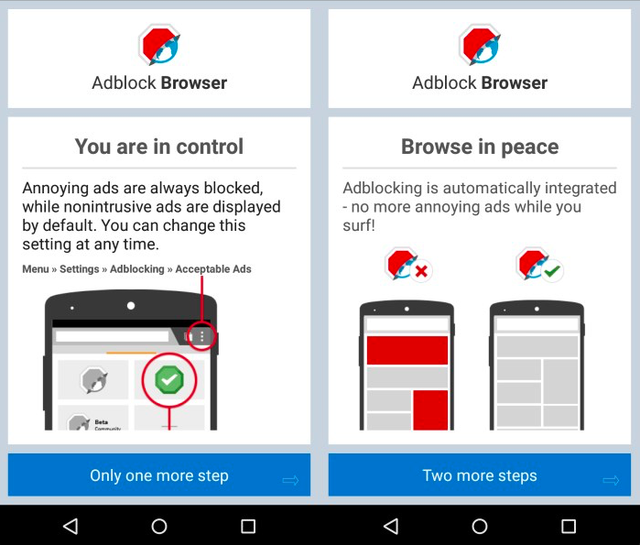 Adblock Browser
You are in control
Annoying ads are always blocked,
while nonintrusive ads are displayed
by default. You can change this
setting at any time.
Menu » Settings » Adblocking » Acceptable Ads
Beta
Community
Only one more step
Adblock Browser
Browse in peace
Adblocking is automatically integrated
- no more annoying ads while you
surf!
Two more steps